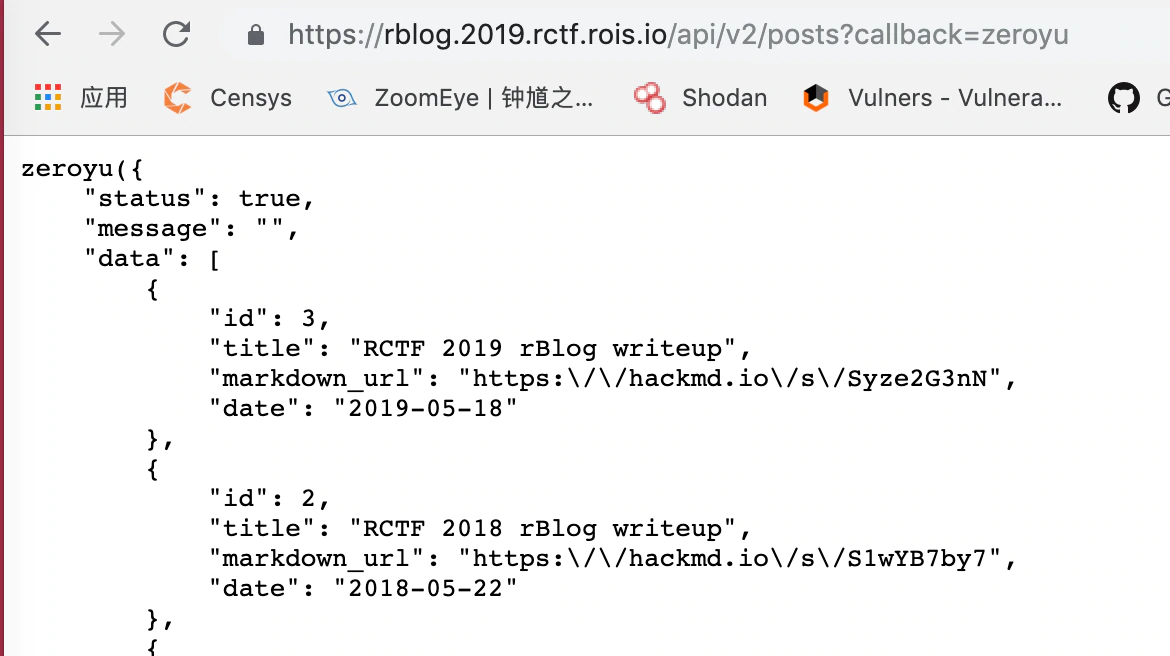 https://rblog.2019.rctf.rois.io/api/v2/posts?callback=zeroyu
应用 Censys ZoomEye | 钟馗之... Shodan Vulners - Vulnera... G
zeroyu({
    "status": true,
    "message": "",
    "data": [
        {
            "id": 3,
            "title": "RCTF 2019 rBlog writeup",
            "markdown_url": "https:\/\/hackmd.io\/s\/Syze2G3nN",
            "date": "2019-05-18"
        },
        {
            "id": 2,
            "title": "RCTF 2018 rBlog writeup",
            "markdown_url": "https:\/\/hackmd.io\/s\/S1wYB7by7",
            "date": "2018-05-22"
        },
        {